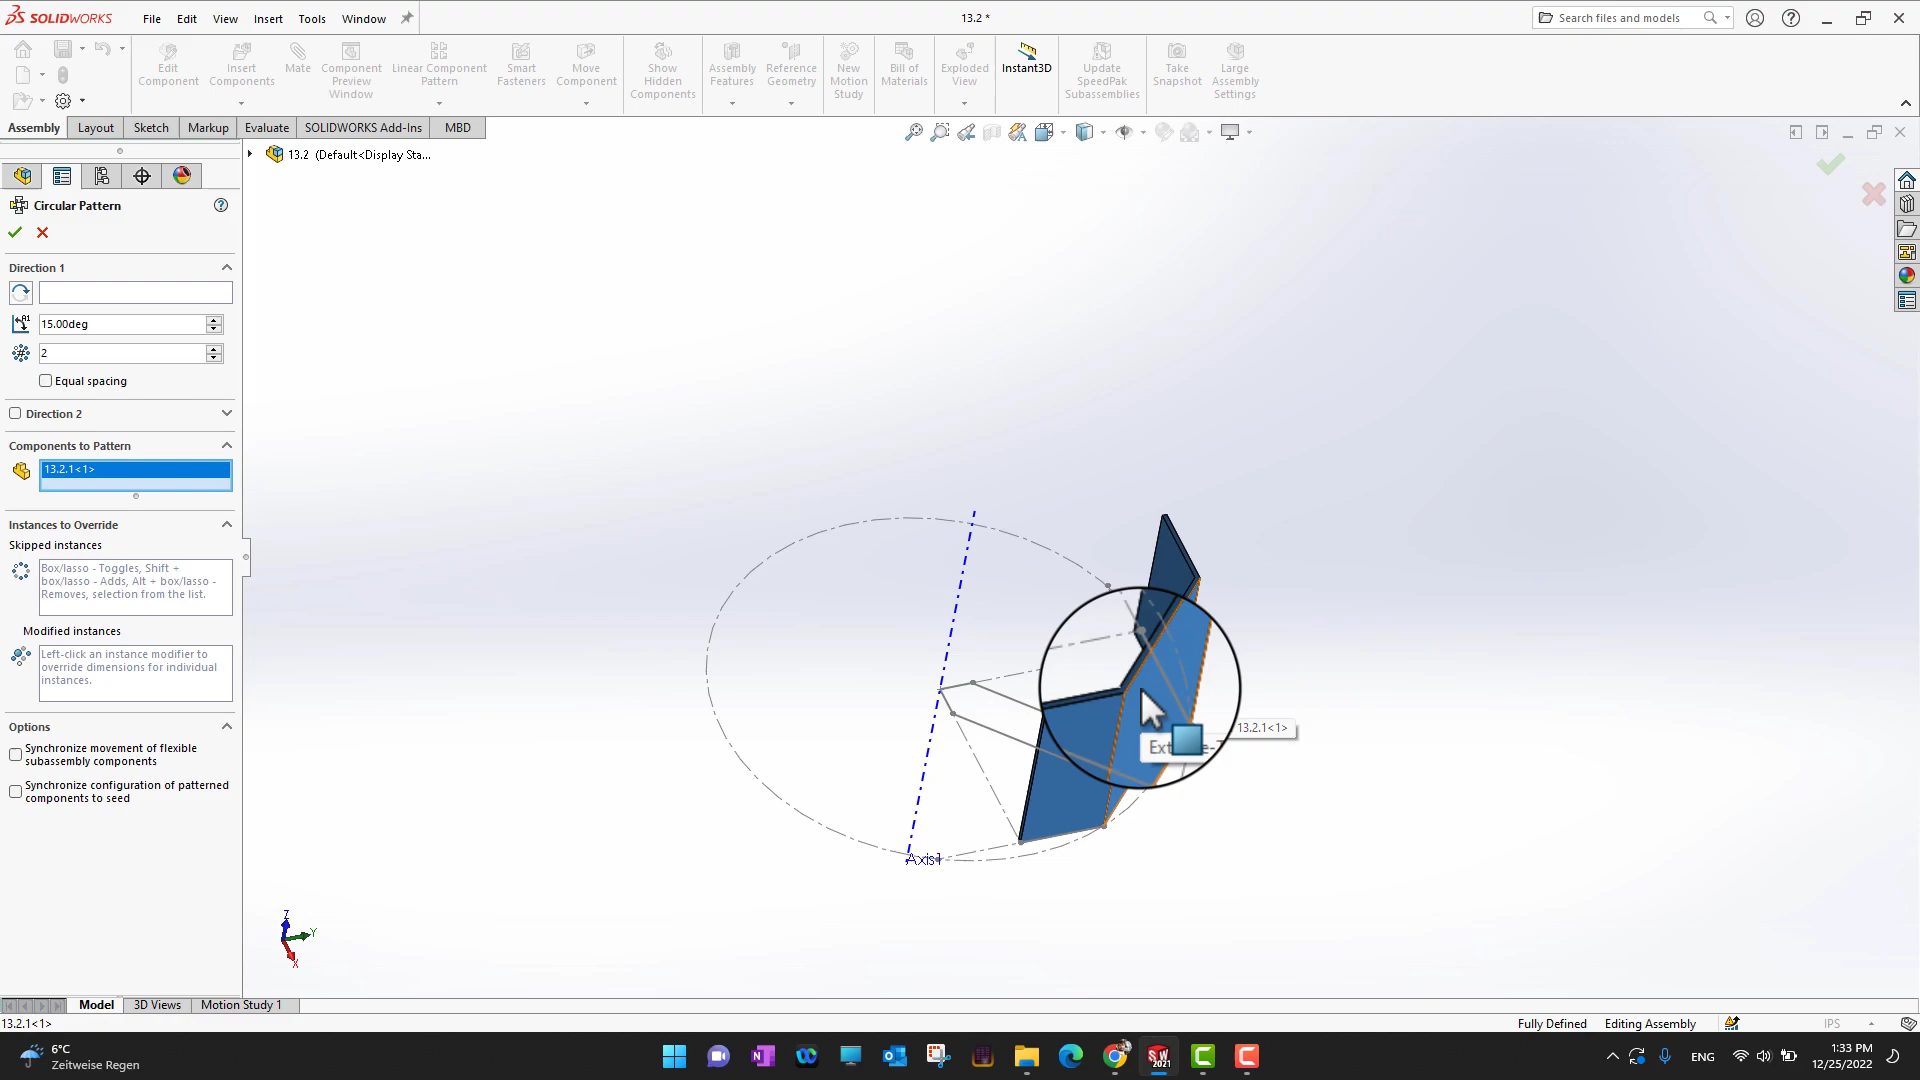 SOLIDWORKS
File
Edit
View
Insert
Tools
Window
13.2 *
Search files and models
Edit
Component
Insert
Components
Mate
Component
Preview
Window
Linear Component
Pattern
Smart
Fasteners
Move
Component
Show
Hidden
Components
Assembly
Features
Reference
Geometry
New
Motion
Study
Bill of
Materials
Exploded
View
Instant3D
Update
SpeedPak
Subassemblies
Take
Snapshot
Large
Assembly
Settings
Assembly
Layout
Sketch
Markup
Evaluate
SOLIDWORKS Add-Ins
MBD
13.2 (Default<Display Sta...
Circular Pattern
Direction 1
15.00deg
2
Equal spacing
Direction 2
Components to Pattern
13.2.1<1>
Instances to Override
Skipped instances
Box/lasso - Toggles, Shift +
box/lasso - Adds, Alt + box/lasso -
Removes, selection from the list.
Modified instances
Left-click an instance modifier to
override dimensions for individual
instances.
Options
Synchronize movement of flexible
subassembly components
Synchronize configuration of patterned
components to seed
13.2.1<1>
Axis1
Z
Y
X
Model
3D Views
Motion Study 1
13.2.1<1>
Fully Defined
Editing Assembly
IPS
6°C
Zeitweise Regen
SW
2021
ENG
1:33 PM
12/25/2022